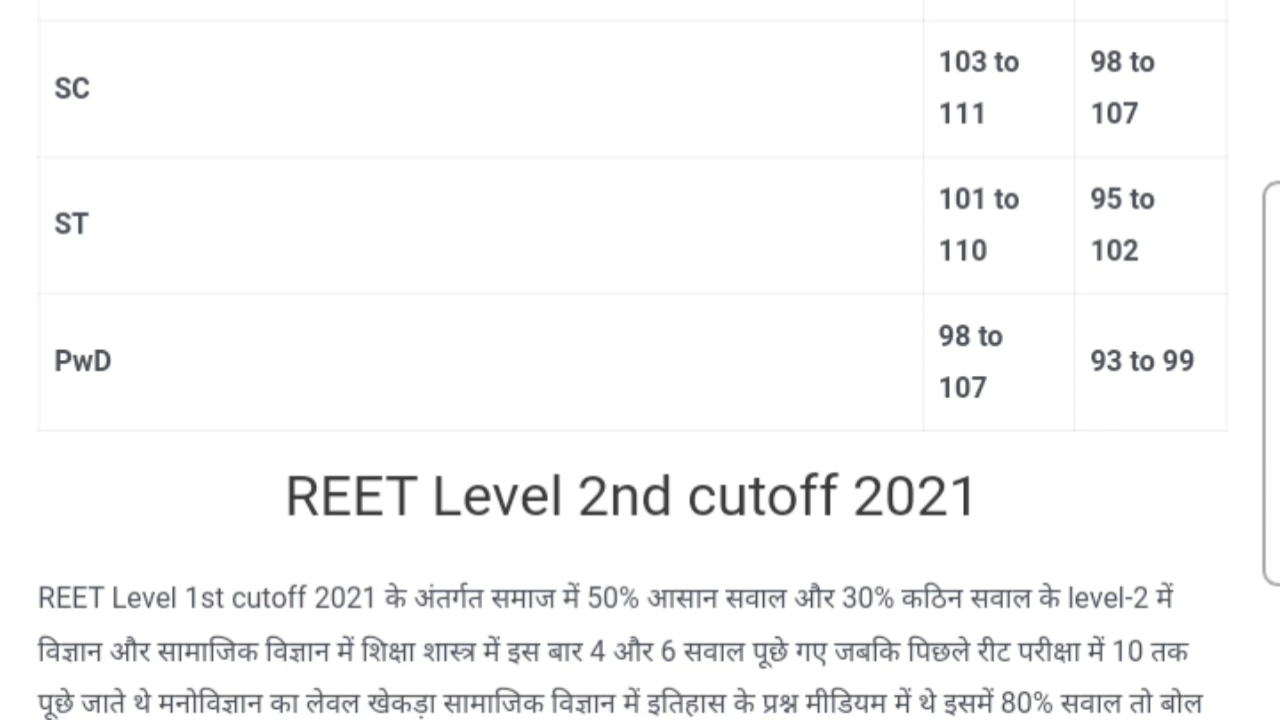 SC
103 to
111
98 to
107
ST
101 to
110
95 to
102
PwD
98 to
107
93 to 99
REET Level 2nd cutoff 2021
REET Level 1st cutoff 2021 के अंतर्गत समाज में 50% आसान सवाल और 30% कठिन सवाल के level-2 में
विज्ञान और सामाजिक विज्ञान में शिक्षा शास्त्र में इस बार 4 और 6 सवाल पूछे गए जबकि पिछले रीट परीक्षा में 10 तक
पूछे जाते थे मनोविज्ञान का लेवल खेकड़ा सामाजिक विज्ञान में इतिहास के प्रश्न मीडियम में थे इसमें 80% सवाल तो बोल